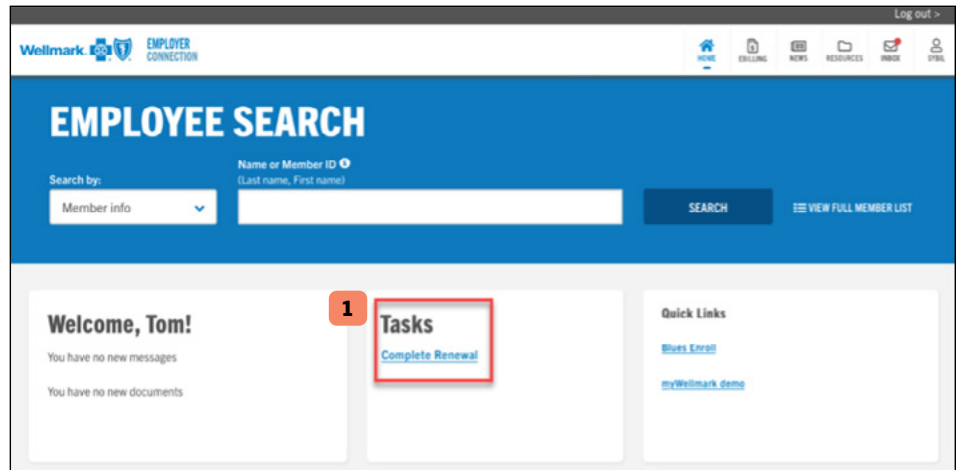 Log out >
Wellmark.
EMPLOYER
CONNECTION
HOME
EBILLING
NEWS
RESOURCES
INBOX
SYBIL
EMPLOYEE SEARCH
Search by:
Name or Member ID
(Last name, First name)
Member info
SEARCH
VIEW FULL MEMBER LIST
1
Welcome, Tom!
You have no new messages
You have no new documents
Tasks
Complete Renewal
Quick Links
Blues Enroll
myWellmark demo